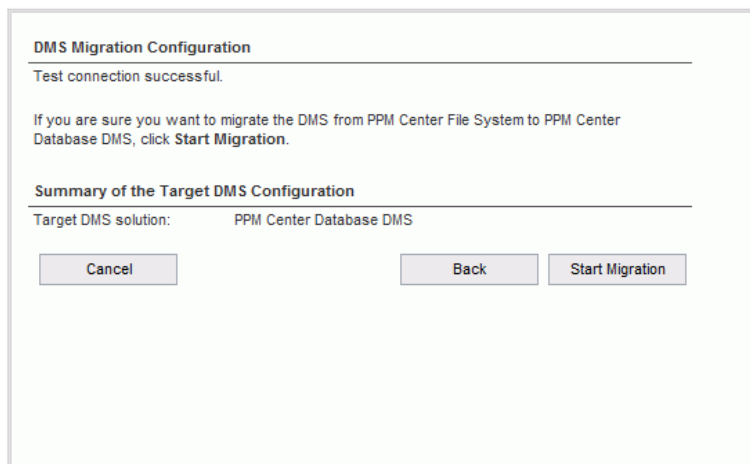 DMS Migration Configuration
Test connection successful.
If you are sure you want to migrate the DMS from PPM Center File System to PPM Center
Database DMS, click Start Migration.
Summary of the Target DMS Configuration
Target DMS solution: PPM Center Database DMS
Cancel Back Start Migration